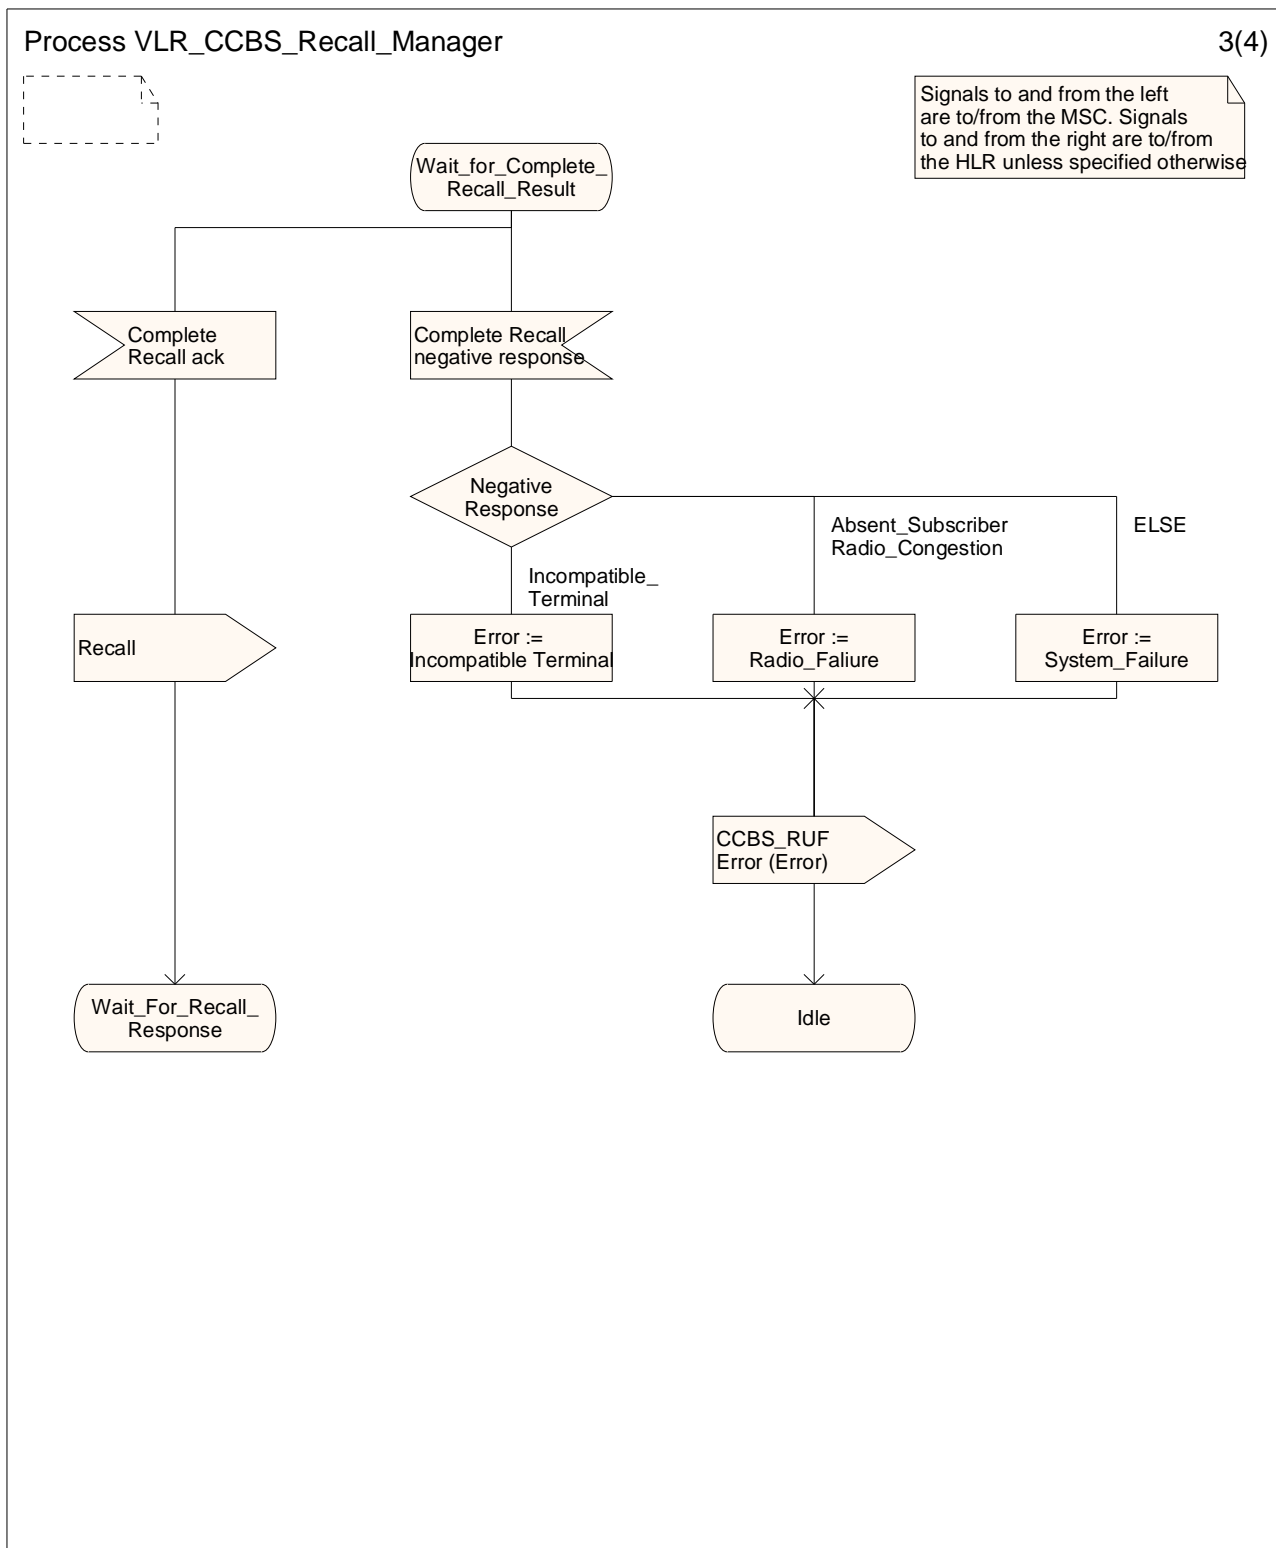 Process VLR_CCBS_Recall_Manager
3(4)
Signals to and from the left
are to/from the MSC. Signals
to and from the right are to/from
the HLR unless specified otherwise
Wait_for_Complete_
Recall_Result
Complete
Recall ack
Complete Recall
negative response
Negative
Response
Absent_Subscriber
Radio_Congestion
ELSE
Incompatible_
Terminal
Recall
Error :=
Incompatible Terminal
Error :=
Radio_Faliure
Error :=
System_Failure
CCBS_RUF
Error (Error)
Wait_For_Recall_
Response
Idle